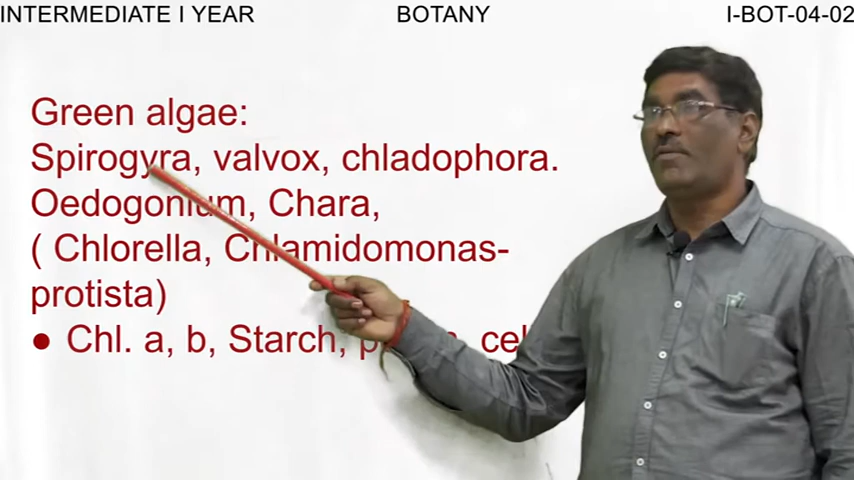 INTERMEDIATE I YEAR BOTANY I-BOT-04-02
Green algae:
Spirogyra, valvox, chladophora.
Oedogonium, Chara,
( Chlorella, Chlamidomonas-
protista)
● Chl. a, b, Starch,